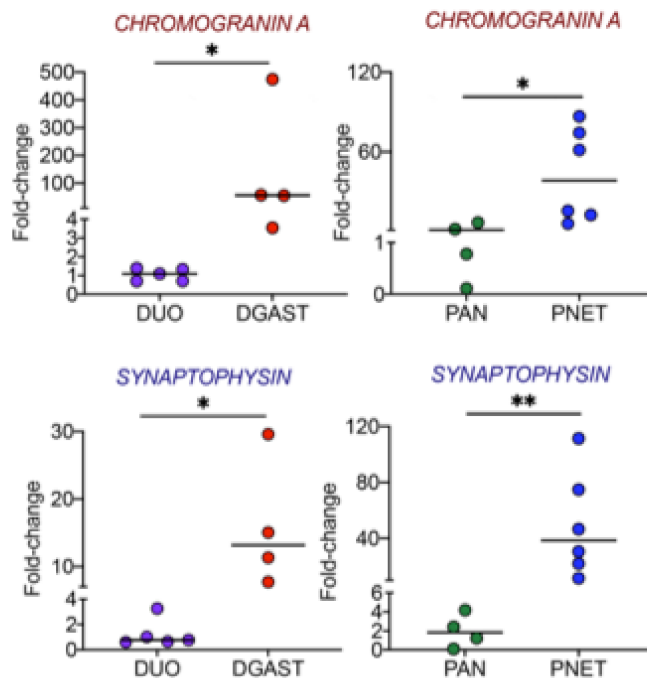 CHROMOGRANIN A
*
Fold-change
500
400
300
200
100
4
3
2
1
0
DUO
DGAST
CHROMOGRANIN A
*
Fold-change
120
60
1
0
PAN
PNET
SYNAPTOPHYSIN
*
Fold-change
30
20
10
4
2
0
DUO
DGAST
SYNAPTOPHYSIN
**
Fold-change
120
80
40
6
4
2
0
PAN
PNET